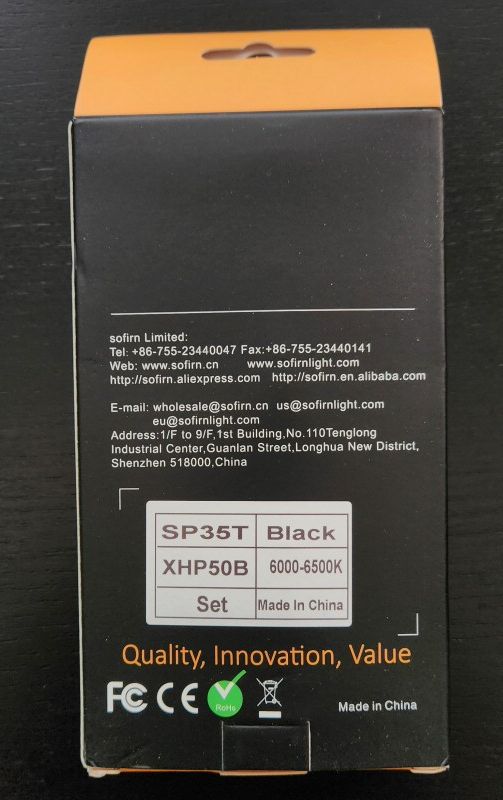 sofirn Limited:
Tel: +86-755-23440047 Fax:+86-755-23440141
Web: www.sofirn.cn www.sofirnlight.com
http://sofirn.aliexpress.com http://sofirn.en.alibaba.com
E-mail: wholesale@sofirn.cn us@sofirnlight.com
eu@sofirnlight.com
Address:1/F to 9/F,1st Building,No.110Tenglong
Industrial Center,Guanlan Street,Longhua New District,
Shenzhen 518000,China
SP35T Black
XHP50B 6000-6500K
Set Made In China
Quality, Innovation, Value
FC CE RoHs
Made in China